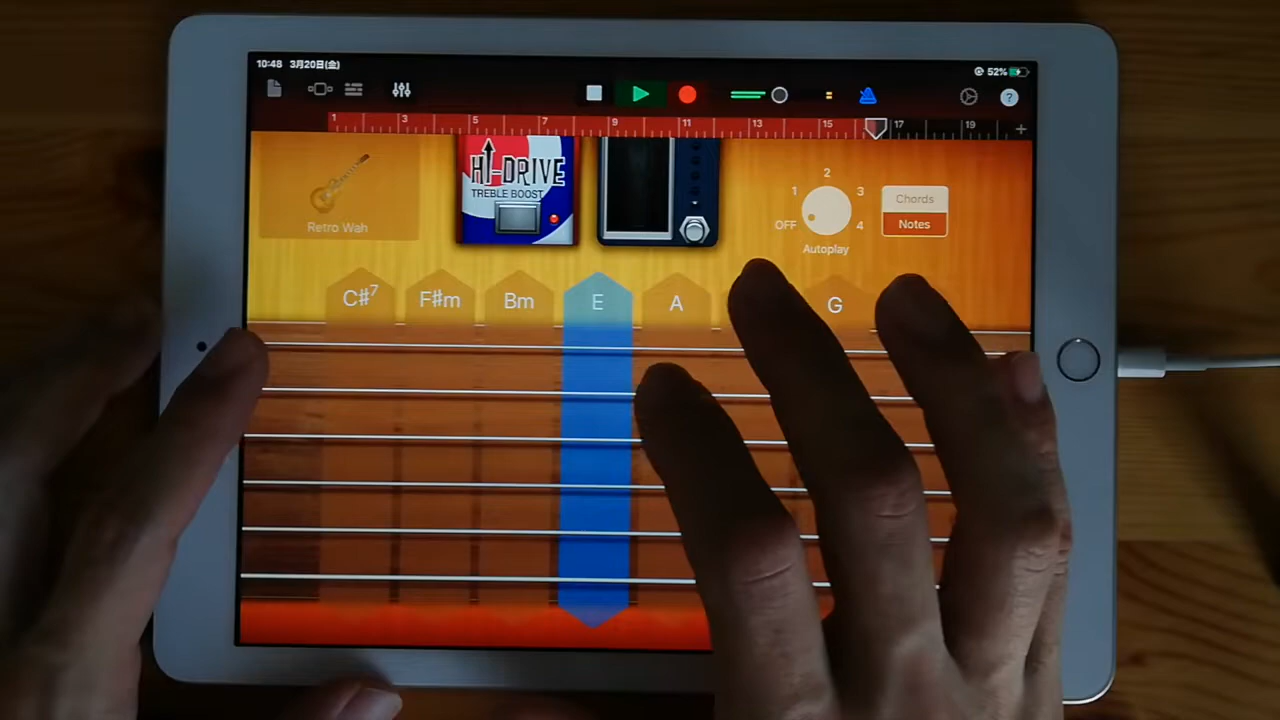 10:48 3月20日(金)
52%
?
1 3 5 7 9 11 13 15 17 19 +
HI-DRIVE
TREBLE BOOST
Retro Wah
OFF 1 2 3 4
Autoplay
Chords
Notes
C#7 F#m Bm E A G